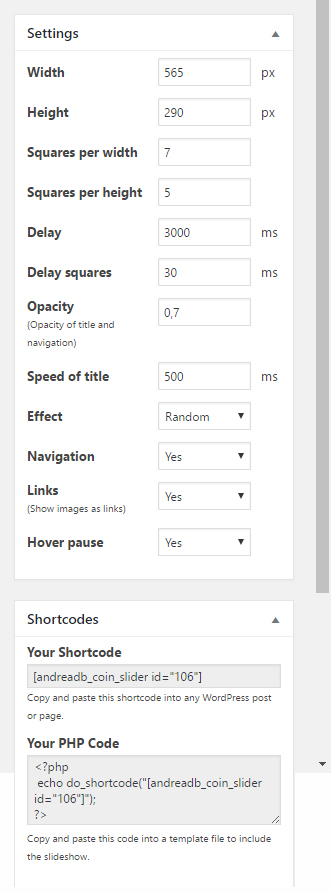 Settings
Width 565 px
Height 290 px
Squares per width 7
Squares per height 5
Delay 3000 ms
Delay squares 30 ms
Opacity 0,7
(Opacity of title and
navigation)
Speed of title 500 ms
Effect Random
Navigation Yes
Links Yes
(Show images as links)
Hover pause Yes
Shortcodes
Your Shortcode
[andreadb_coin_slider id="106"]
Copy and paste this shortcode into any WordPress post
or page.
Your PHP Code
<?php
echo do_shortcode("[andreadb_coin_slider
id="106"]");
?>
Copy and paste this code into a template file to include
the slideshow.